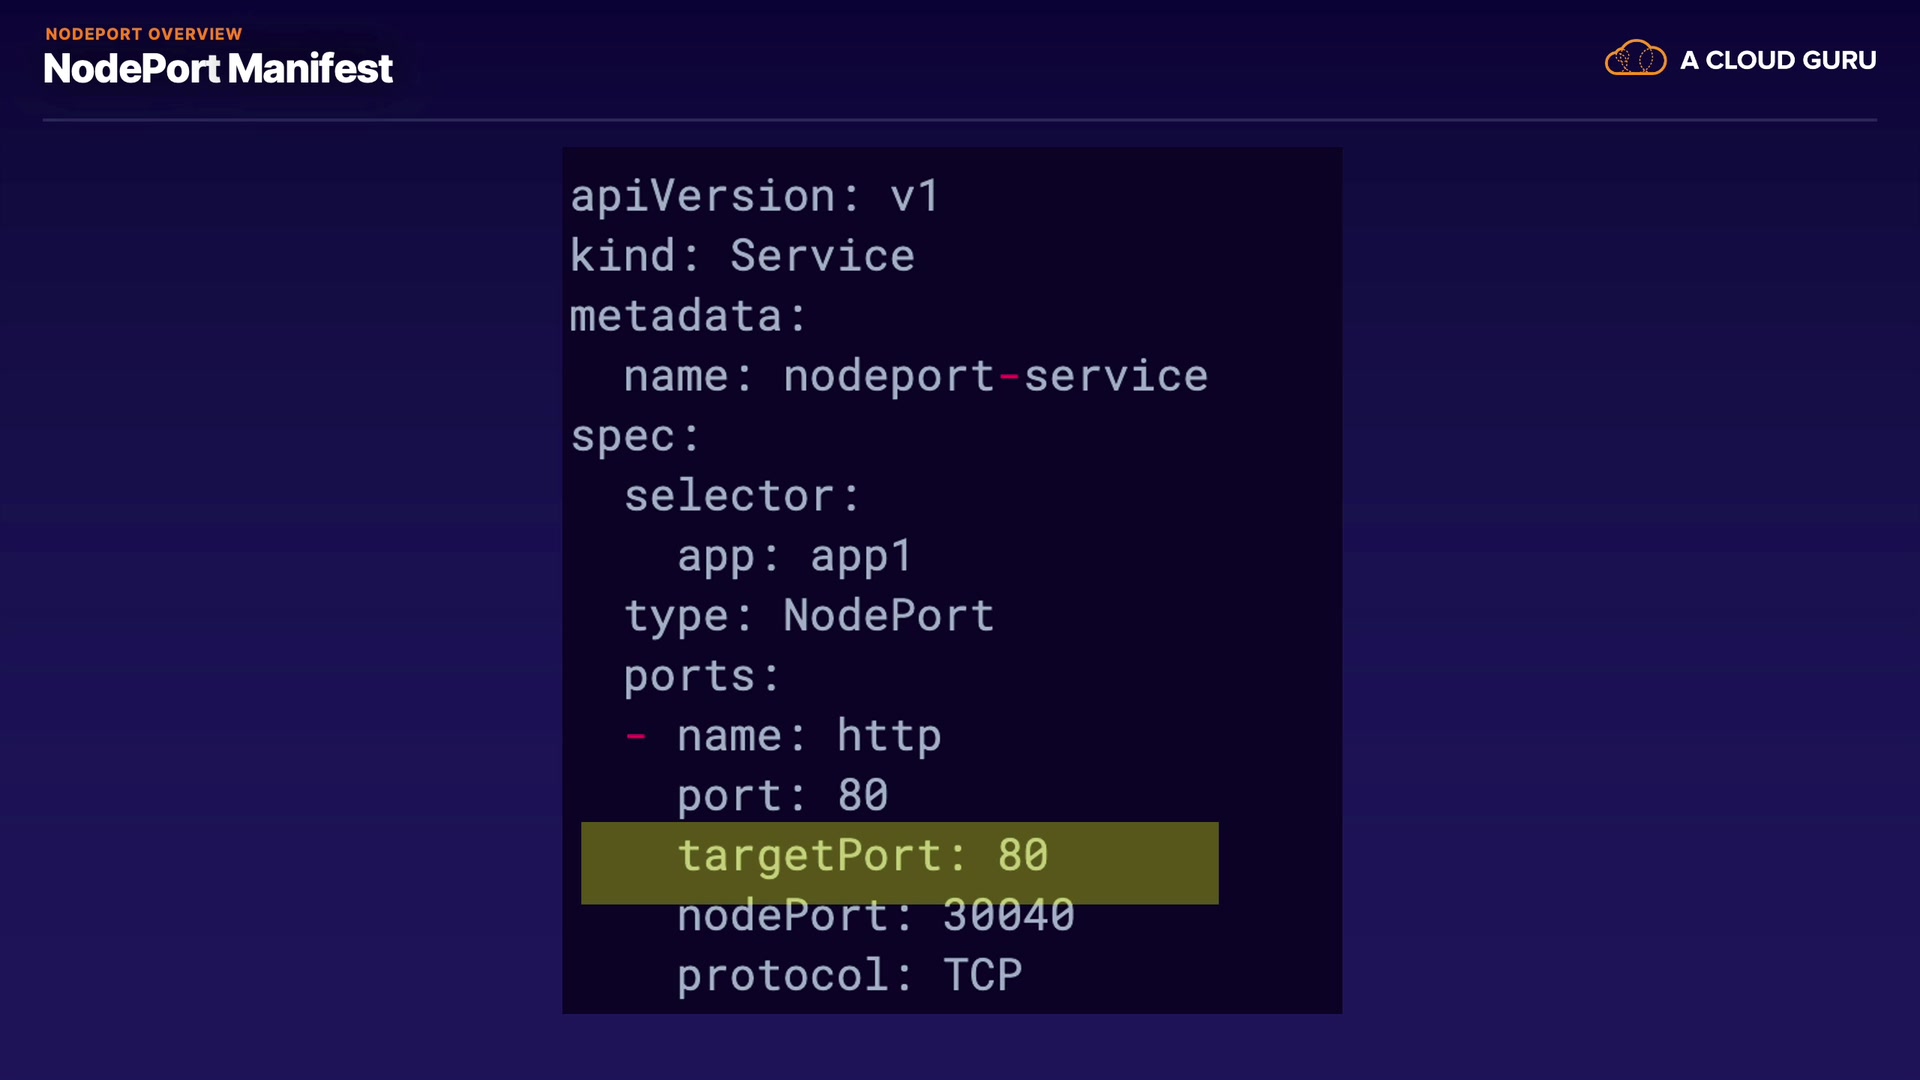 NODEPORT OVERVIEW
NodePort Manifest
A CLOUD GURU
apiVersion: v1
kind: Service
metadata:
  name: nodeport-service
spec:
  selector:
    app: app1
  type: NodePort
  ports:
  - name: http
    port: 80
    targetPort: 80
    nodePort: 30040
    protocol: TCP